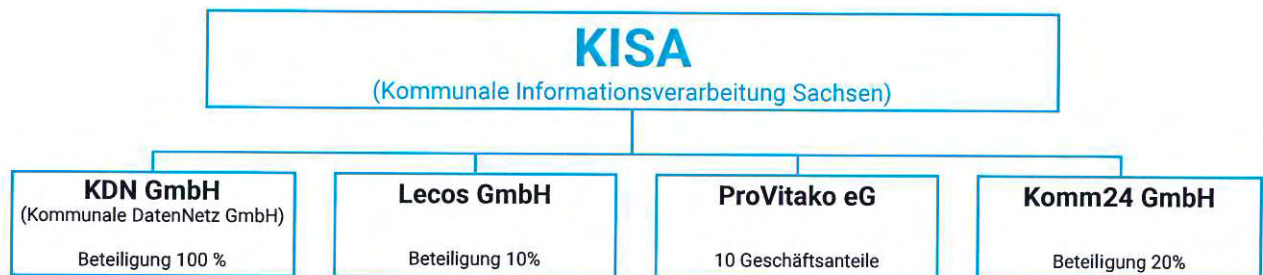 KISA
(Kommunale Informationsverarbeitung Sachsen)
KDN GmbH
(Kommunale DatenNetz GmbH)
Beteiligung 100 %
Lecos GmbH
Beteiligung 10%
ProVitako eG
10 Geschäftsanteile
Komm24 GmbH
Beteiligung 20%